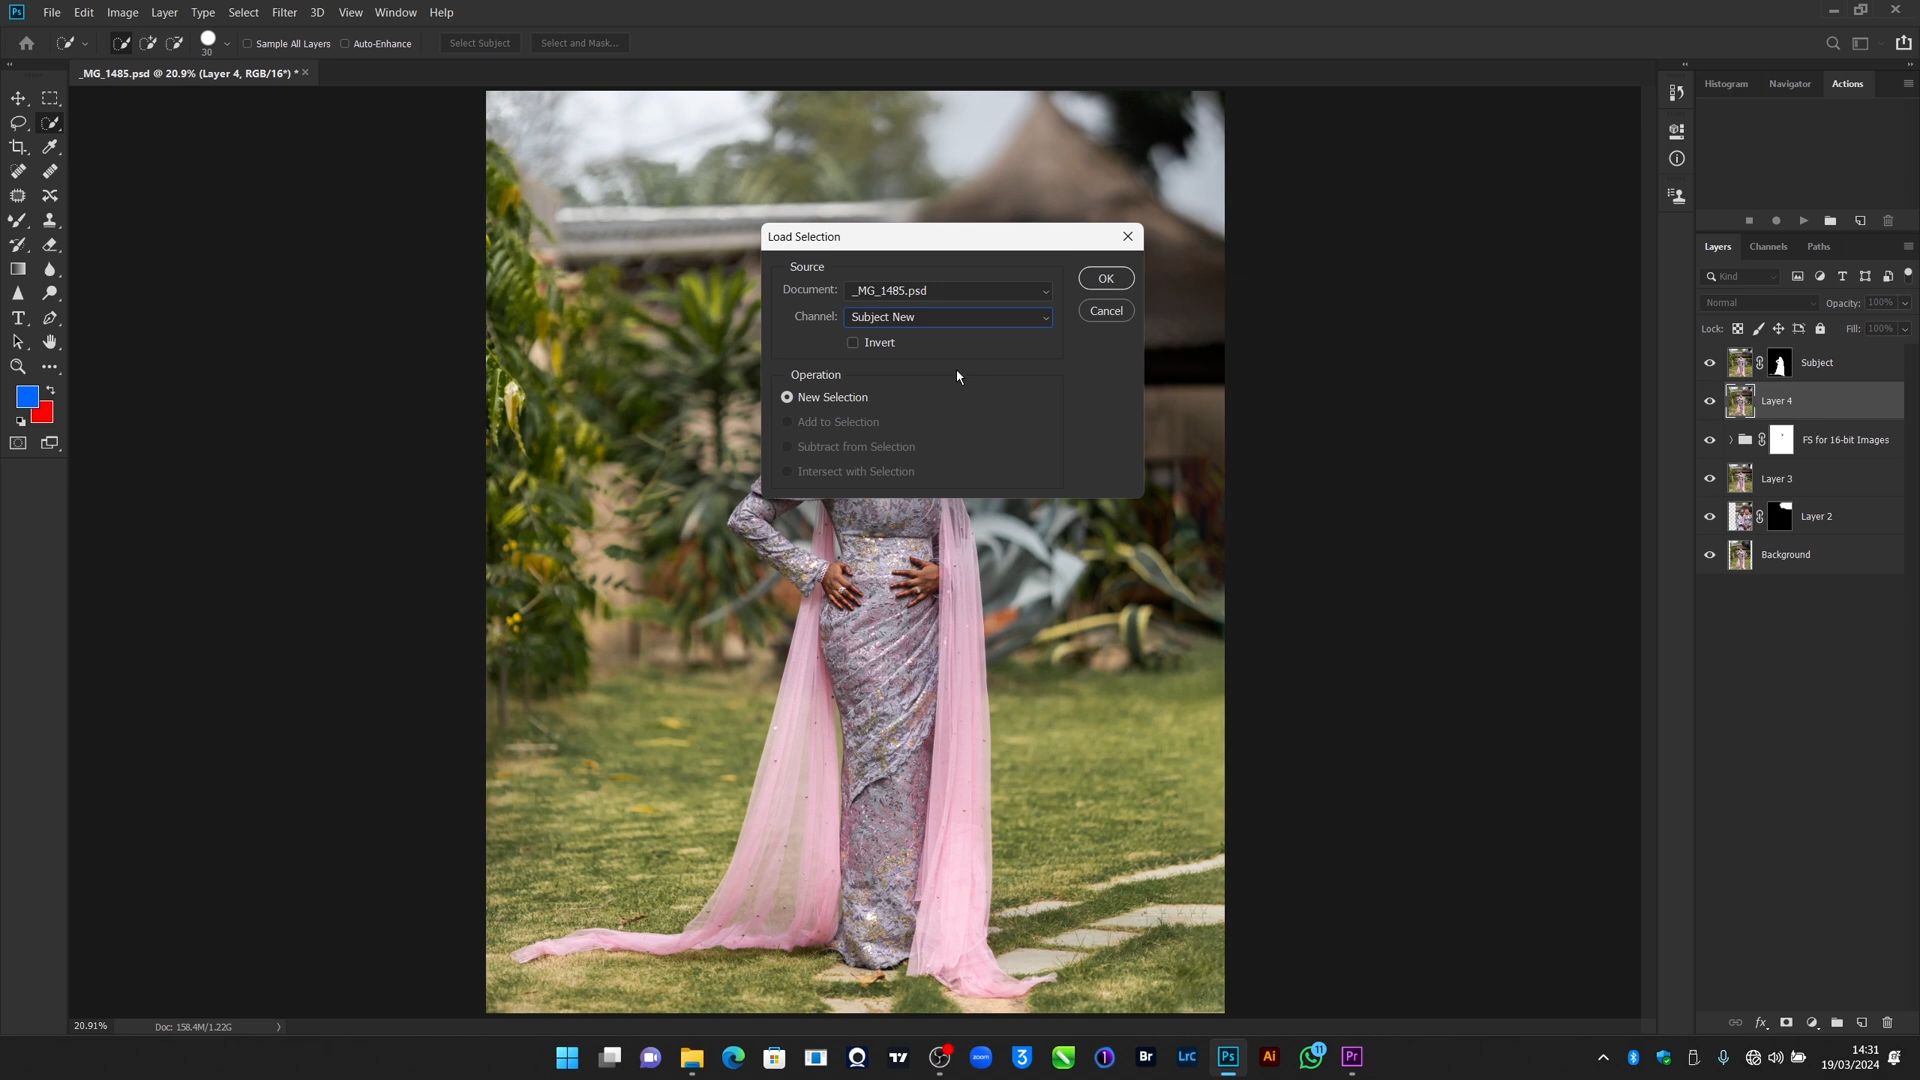 Ps File Edit Image Layer Type Select Filter 3D View Window Help
30 Sample All Layers Auto-Enhance Select Subject Select and Mask...
_MG_1485.psd @ 20.9% (Layer 4, RGB/16*) *
Histogram Navigator Actions
Load Selection
Source
Document: _MG_1485.psd
Channel: Subject New
Invert
OK
Cancel
Operation
New Selection
Add to Selection
Subtract from Selection
Intersect with Selection
Layers Channels Paths
Kind
Normal Opacity: 100%
Lock: Fill: 100%
Subject
Layer 4
FS for 16-bit Images
Layer 3
Layer 2
Background
fx
20.91% Doc: 158.4M/1.22G
zoom Br LrC Ps Ai 11 Pr
14:31
19/03/2024